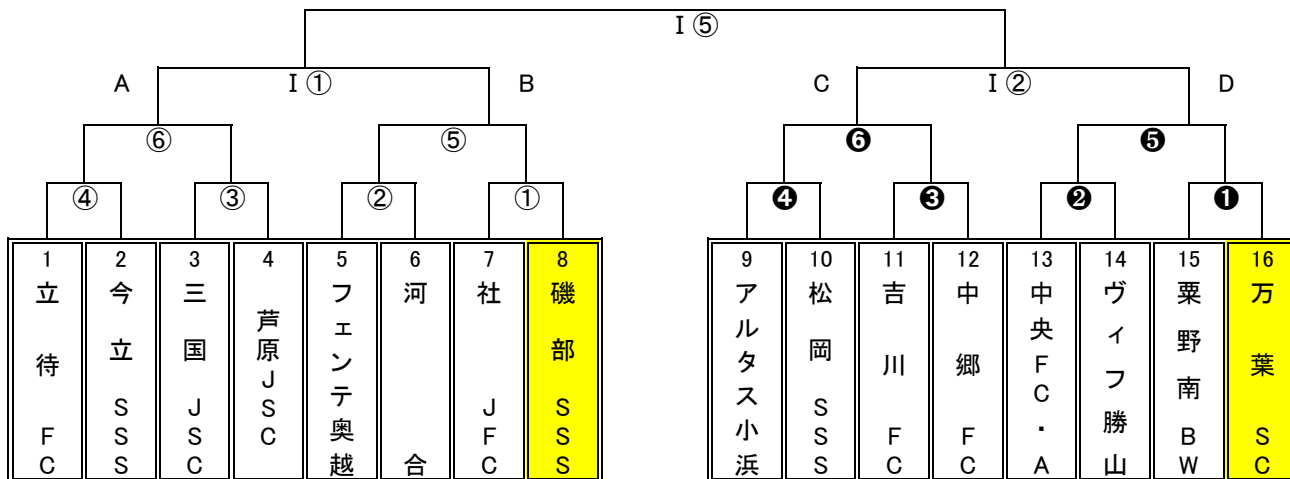 I ⑤
A I ① B C I ② D
⑥ ⑤ ❻ ❺
④ ③ ② ① ❹ ❸ ❷ ❶
1 2 3 4 5 6 7 8 9 10 11 12 13 14 15 16
立待FC
今立SSS
三国JSC
芦原JSC
フェンテ奥越
河合
社JFC
磯部SSS
アルタス小浜
松岡SSS
吉川FC
中郷FC
中央FC・A
ヴィフ勝山
粟野南BW
万葉SC